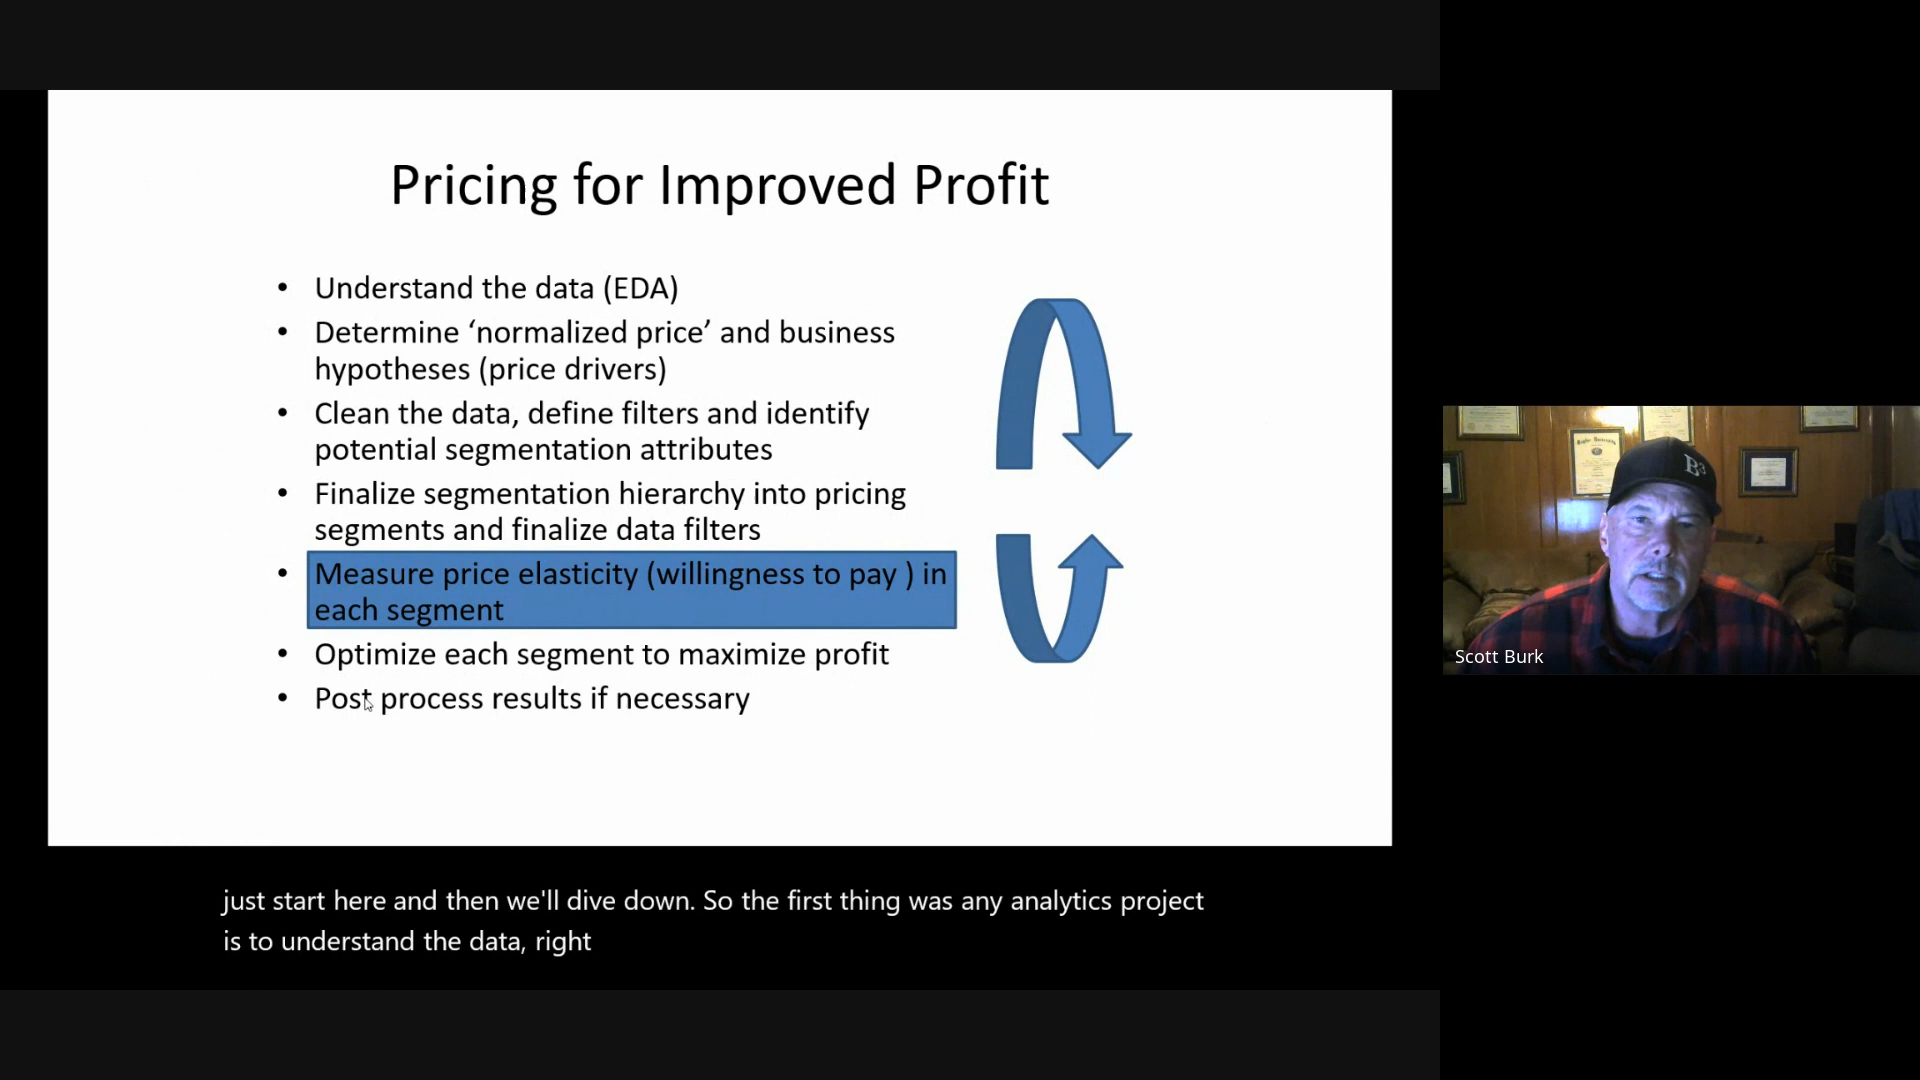 Pricing for Improved Profit
• Understand the data (EDA)
• Determine ‘normalized price’ and business
hypotheses (price drivers)
• Clean the data, define filters and identify
potential segmentation attributes
• Finalize segmentation hierarchy into pricing
segments and finalize data filters
• Measure price elasticity (willingness to pay ) in
each segment
• Optimize each segment to maximize profit
• Post process results if necessary
B3
Scott Burk
just start here and then we'll dive down. So the first thing was any analytics project
is to understand the data, right